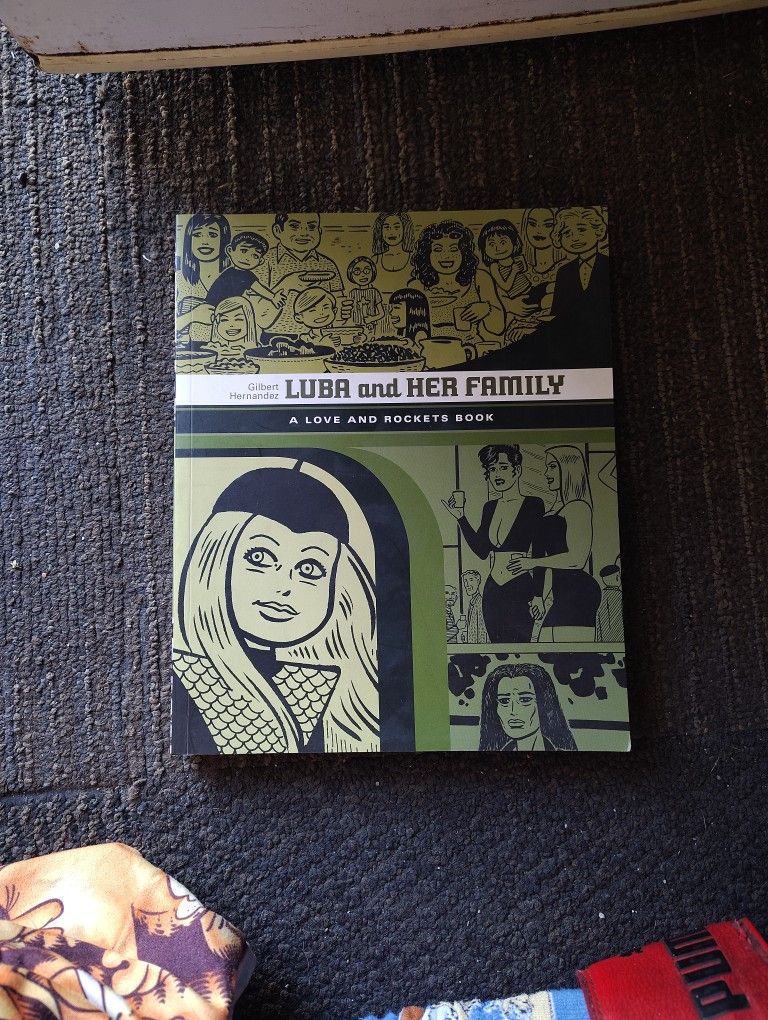 Gilbert
Hernandez
LUBA and HER FAMILY
A LOVE AND ROCKETS BOOK